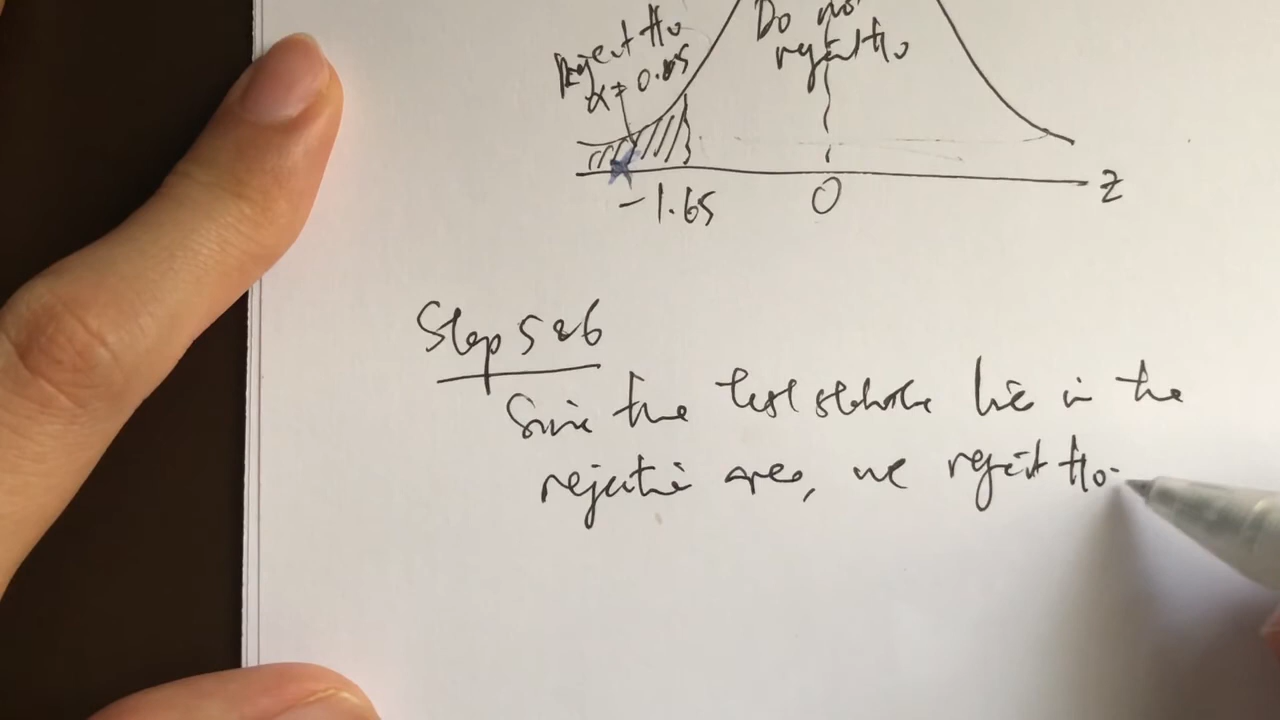 Reject H0
α = 0.05
Do not
reject H0
-1.65
0
z
Step 5 & 6
Since the test statistic lie in the
rejection area, we reject H0.